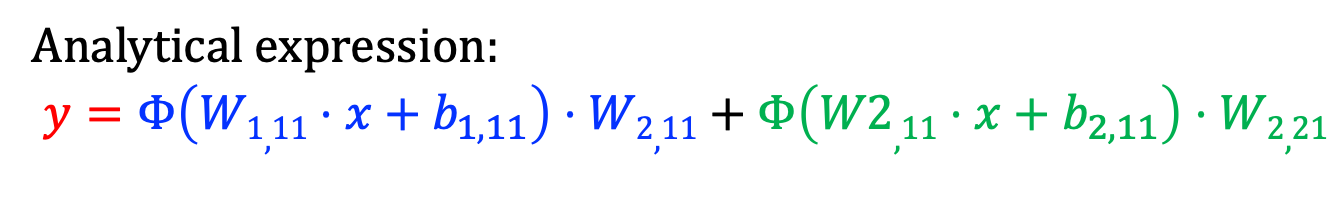 Analytical expression:
y = Φ(W₁,₁₁ · x + b₁,₁₁) · W₂,₁₁ + Φ(W2,₁₁ · x + b₂,₁₁) · W₂,₂₁